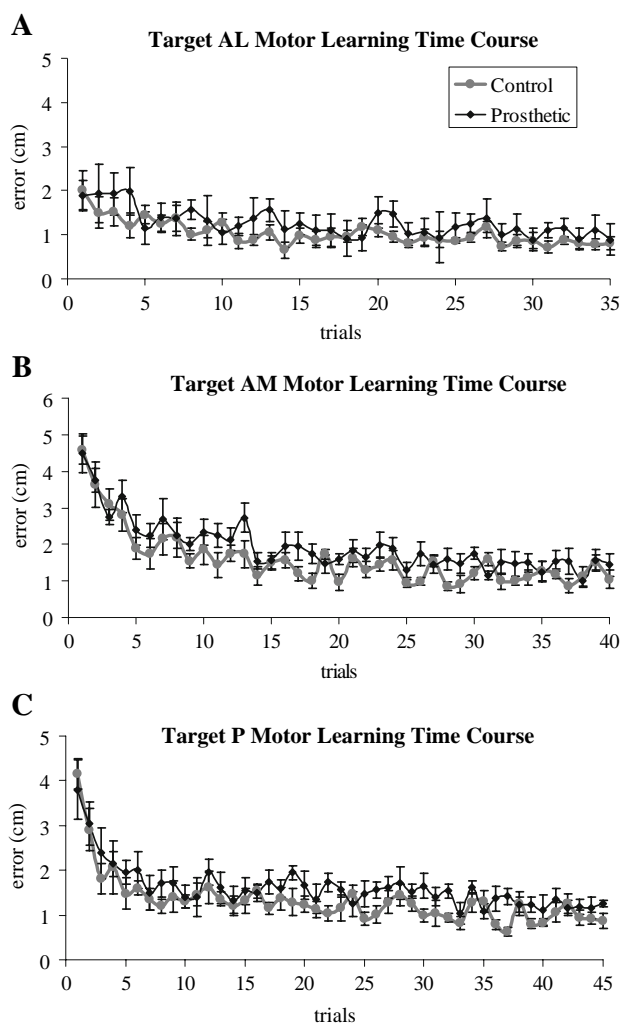 A
Target AL Motor Learning Time Course
5
4
3
2
1
0
error (cm)
Control
Prosthetic
0 5 10 15 20 25 30 35
trials
B
Target AM Motor Learning Time Course
6
5
4
3
2
1
0
error (cm)
0 5 10 15 20 25 30 35 40
trials
C
Target P Motor Learning Time Course
5
4
3
2
1
0
error (cm)
0 5 10 15 20 25 30 35 40 45
trials